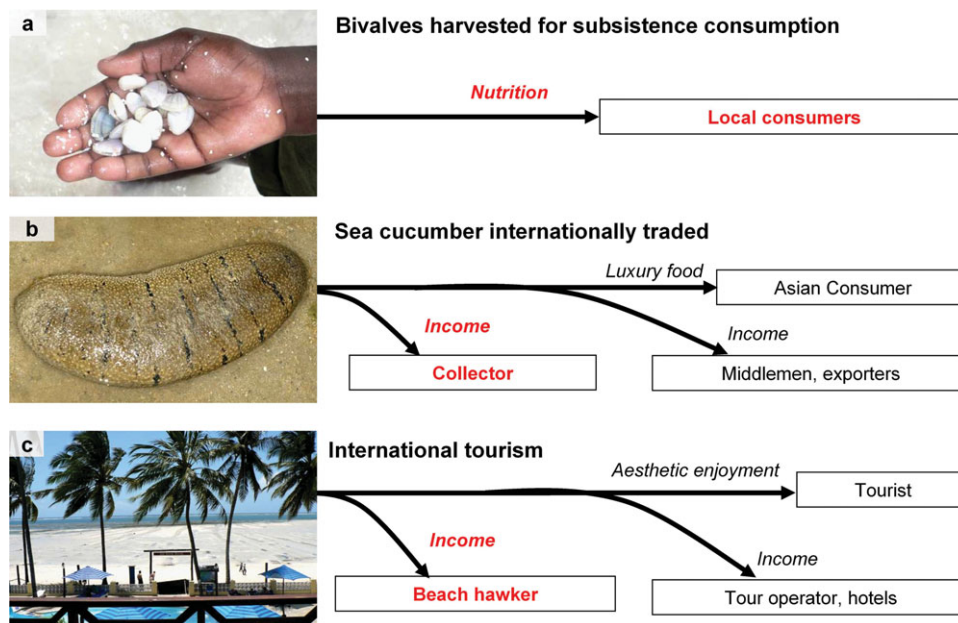 a
Bivalves harvested for subsistence consumption
Nutrition
Local consumers
b
Sea cucumber internationally traded
Luxury food
Asian Consumer
Income
Income
Collector
Middlemen, exporters
c
International tourism
Aesthetic enjoyment
Tourist
Income
Income
Beach hawker
Tour operator, hotels